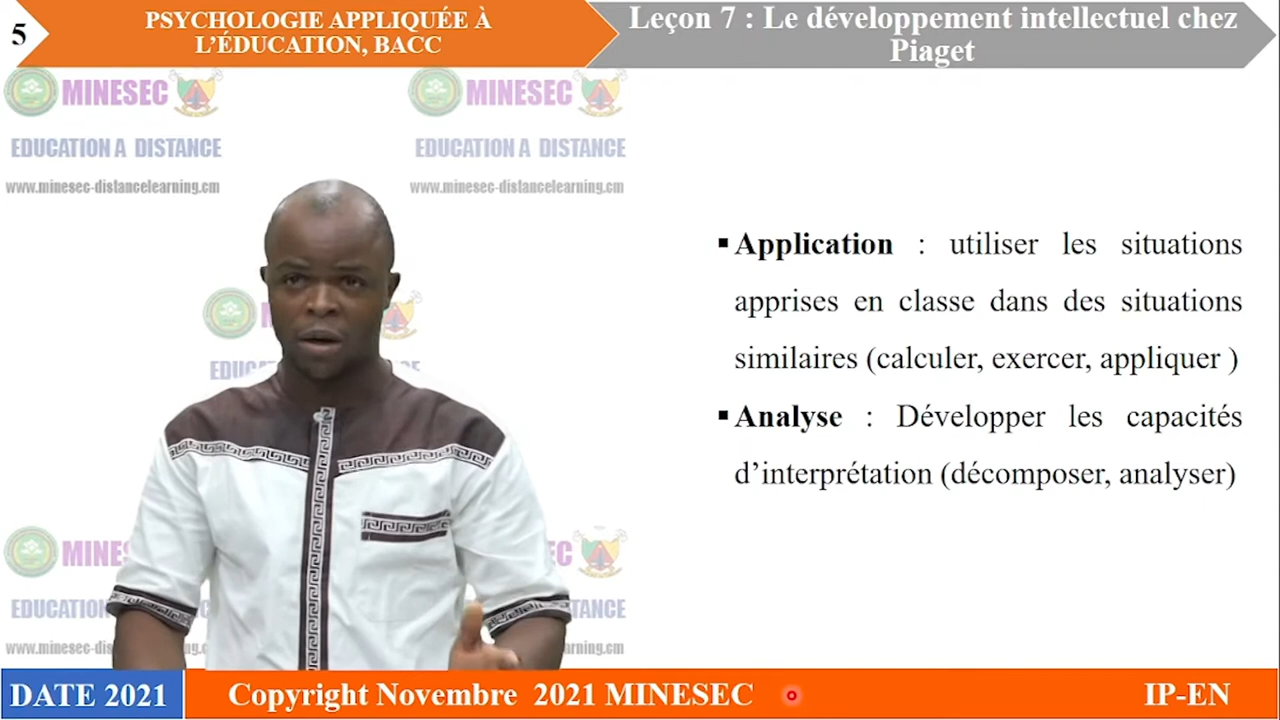 5
PSYCHOLOGIE APPLIQUÉE À
L'ÉDUCATION, BACC
Leçon 7 : Le développement intellectuel chez
Piaget
MINESEC
EDUCATION A DISTANCE
www.minesec-distancelearning.cm
MINESEC
EDUCATION A DISTANCE
www.minesec-distancelearning.cm
▪ Application : utiliser les situations
apprises en classe dans des situations
similaires (calculer, exercer, appliquer )
▪ Analyse : Développer les capacités
d'interprétation (décomposer, analyser)
DATE 2021
Copyright Novembre 2021 MINESEC
IP-EN